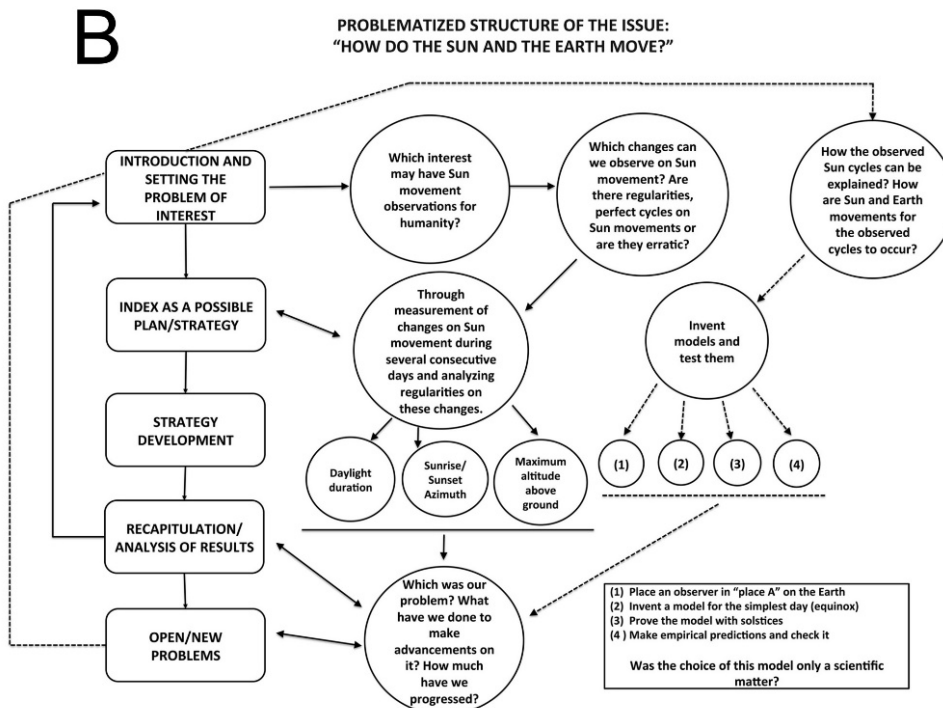 B
PROBLEMATIZED STRUCTURE OF THE ISSUE:
“HOW DO THE SUN AND THE EARTH MOVE?”
INTRODUCTION AND
SETTING THE
PROBLEM OF
INTEREST
Which interest
may have Sun
movement
observations for
humanity?
Which changes can
we observe on Sun
movement? Are
there regularities,
perfect cycles on
Sun movements or
are they erratic?
How the observed
Sun cycles can be
explained? How
are Sun and Earth
movements for
the observed
cycles to occur?
INDEX AS A POSSIBLE
PLAN/STRATEGY
Through
measurement of
changes on Sun
movement during
several consecutive
days and analyzing
regularities on
these changes.
Invent
models and
test them
STRATEGY
DEVELOPMENT
Daylight
duration
Sunrise/
Sunset
Azimuth
Maximum
altitude
above
ground
(1)
(2)
(3)
(4)
RECAPITULATION/
ANALYSIS OF RESULTS
Which was our
problem? What
have we done to
make
advancements on
it? How much
have we
progressed?
OPEN/NEW
PROBLEMS
(1) Place an observer in “place A” on the Earth
(2) Invent a model for the simplest day (equinox)
(3) Prove the model with solstices
(4 ) Make empirical predictions and check it
Was the choice of this model only a scientific
matter?